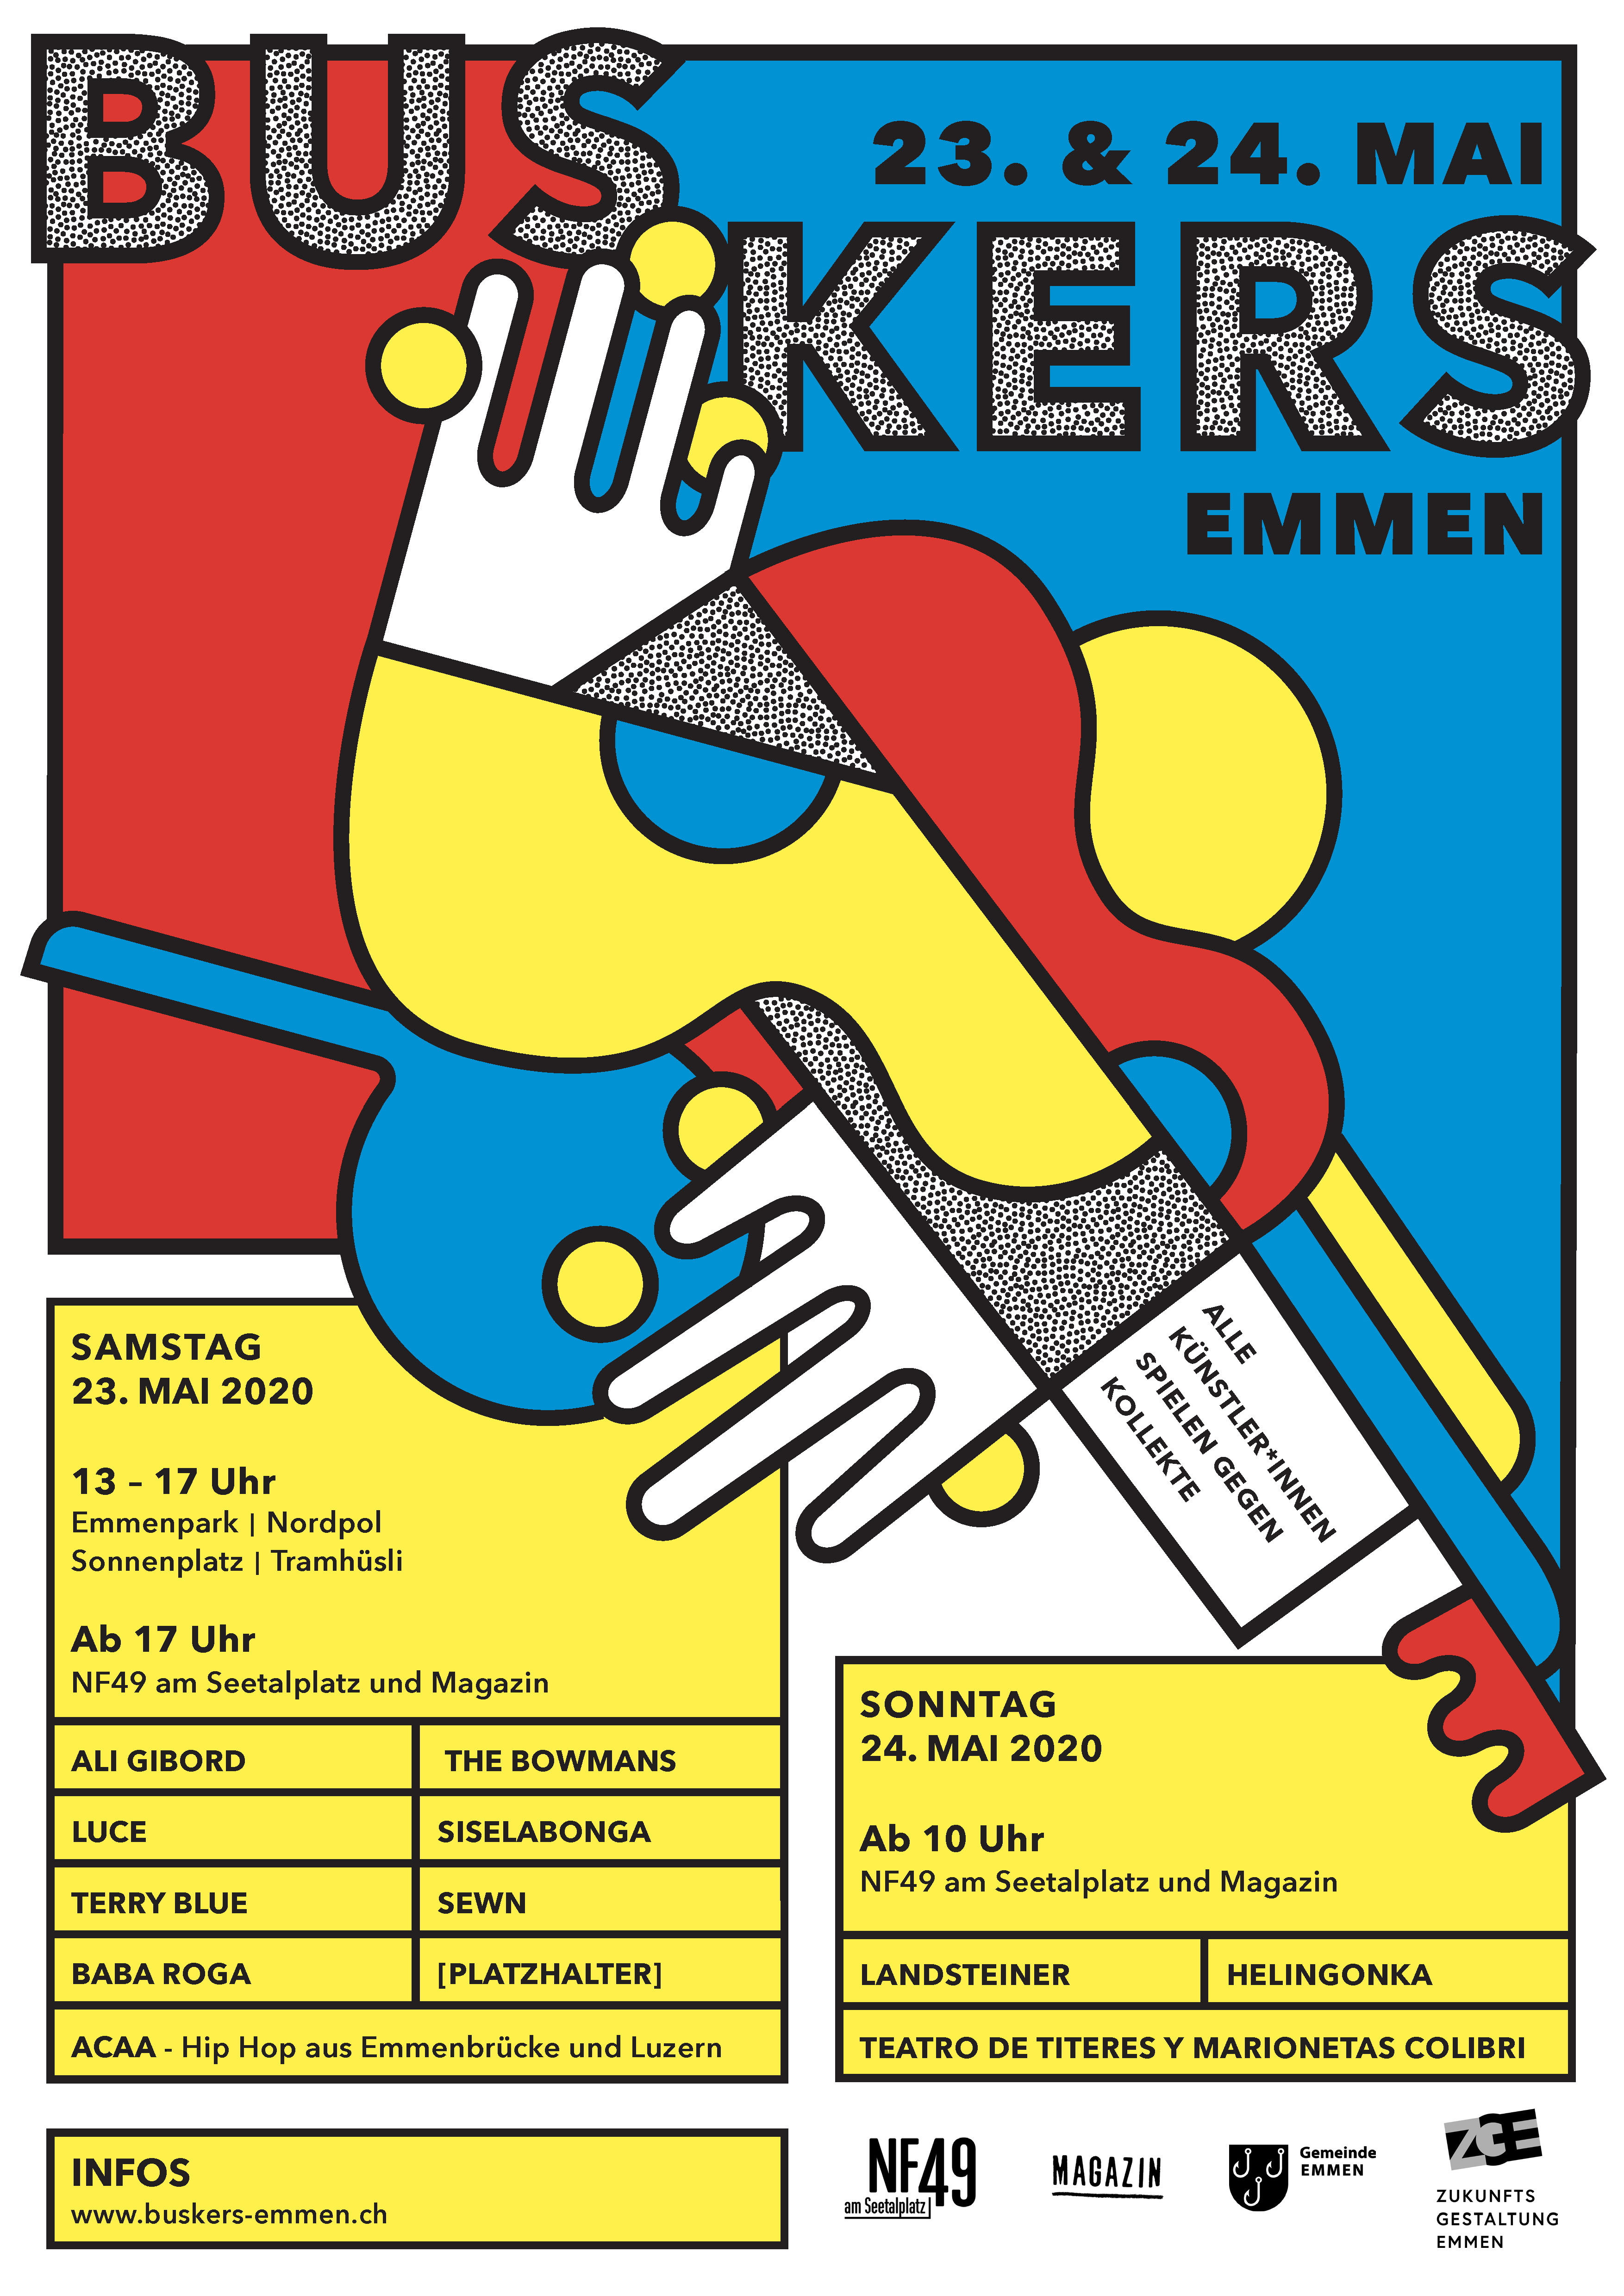 BUS
23. & 24. MAI
KERS
EMMEN
ALLE
KÜNSTLER*INNEN
SPIELEN GEGEN
KOLLEKTE
SAMSTAG
23. MAI 2020
13 – 17 Uhr
Emmenpark | Nordpol
Sonnenplatz | Tramhüsli
Ab 17 Uhr
NF49 am Seetalplatz und Magazin
ALI GIBORD
THE BOWMANS
LUCE
SISELABONGA
TERRY BLUE
SEWN
BABA ROGA
[PLATZHALTER]
ACAA - Hip Hop aus Emmenbrücke und Luzern
SONNTAG
24. MAI 2020
Ab 10 Uhr
NF49 am Seetalplatz und Magazin
LANDSTEINER
HELINGONKA
TEATRO DE TITERES Y MARIONETAS COLIBRI
INFOS
www.buskers-emmen.ch
NF49
am Seetalplatz
MAGAZIN
Gemeinde
EMMEN
ZGE
ZUKUNFTS
GESTALTUNG
EMMEN